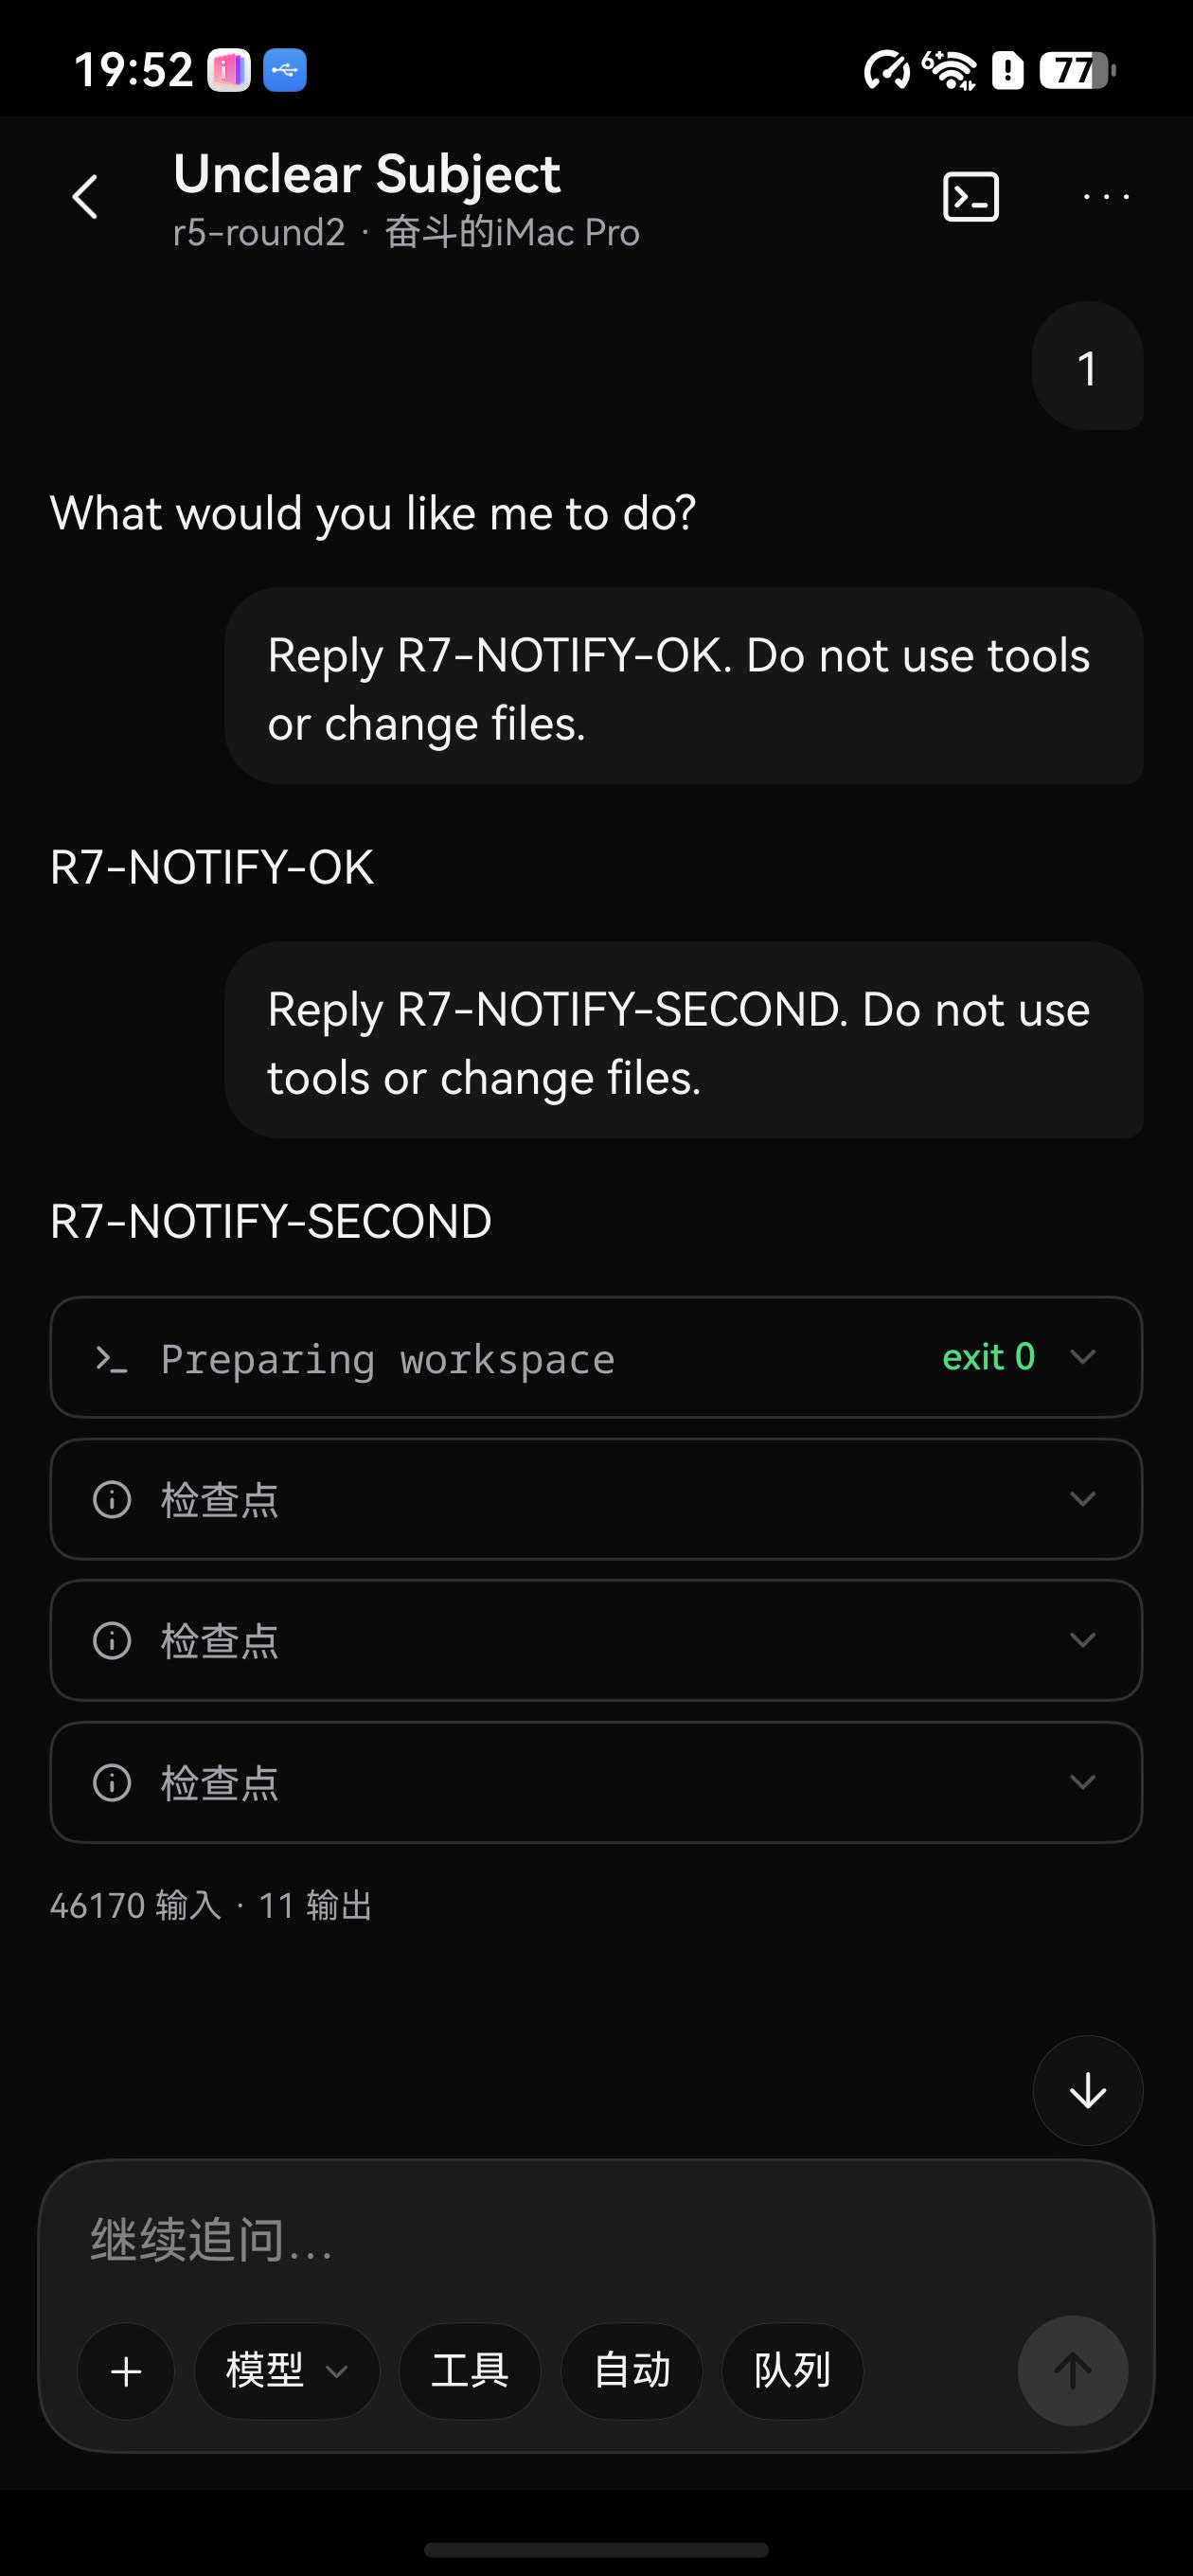 19:52
6+
77
Unclear Subject
r5-round2 · 奋斗的iMac Pro
1
What would you like me to do?
Reply R7-NOTIFY-OK. Do not use tools
or change files.
R7-NOTIFY-OK
Reply R7-NOTIFY-SECOND. Do not use
tools or change files.
R7-NOTIFY-SECOND
Preparing workspace exit 0
检查点
检查点
检查点
46170 输入 · 11 输出
继续追问...
模型 工具 自动 队列